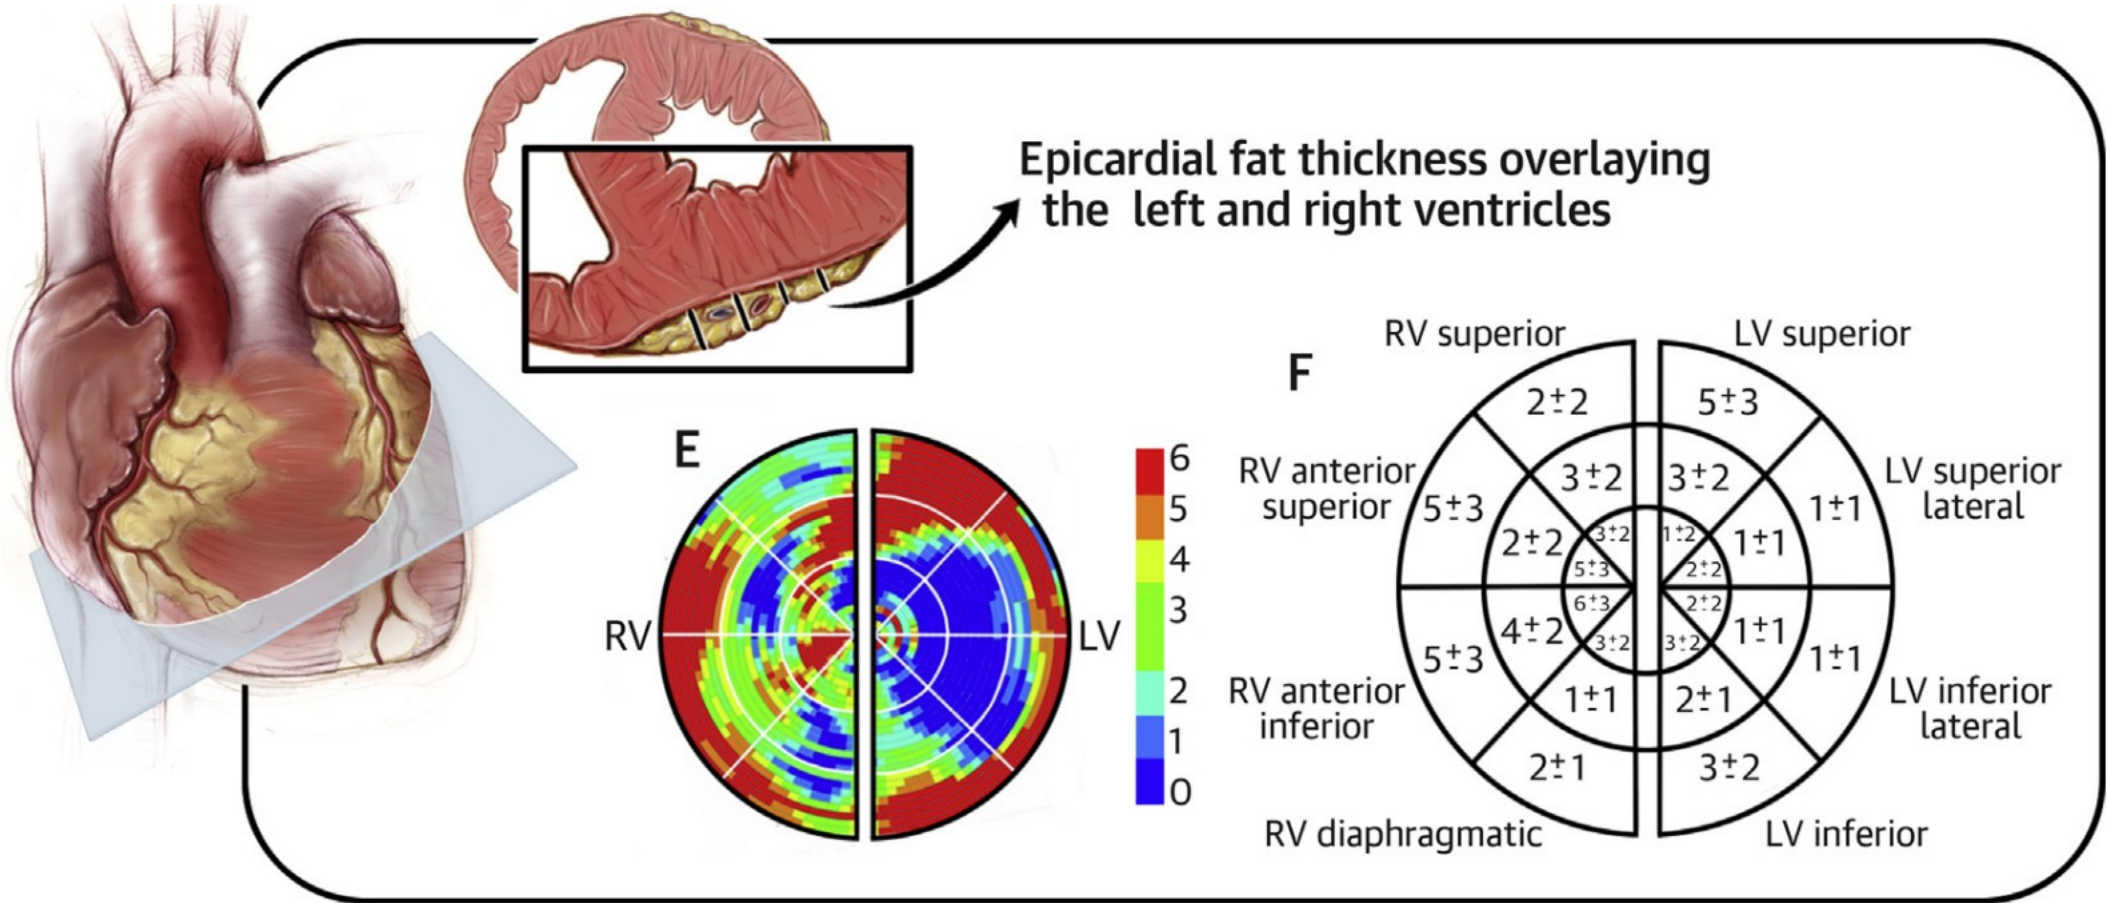 Epicardial fat thickness overlaying
the left and right ventricles
E
RV
LV
6
5
4
3
2
1
0
F
RV superior
LV superior
RV anterior
superior
LV superior
lateral
RV anterior
inferior
LV inferior
lateral
RV diaphragmatic
LV inferior
2±2
5±3
3±2
3±2
5±3
1±1
3±2
1±2
2±2
1±1
5±3
2±2
6±3
2±2
4±2
1±1
3±2
3±2
5±3
1±1
1±1
2±1
2±1
3±2